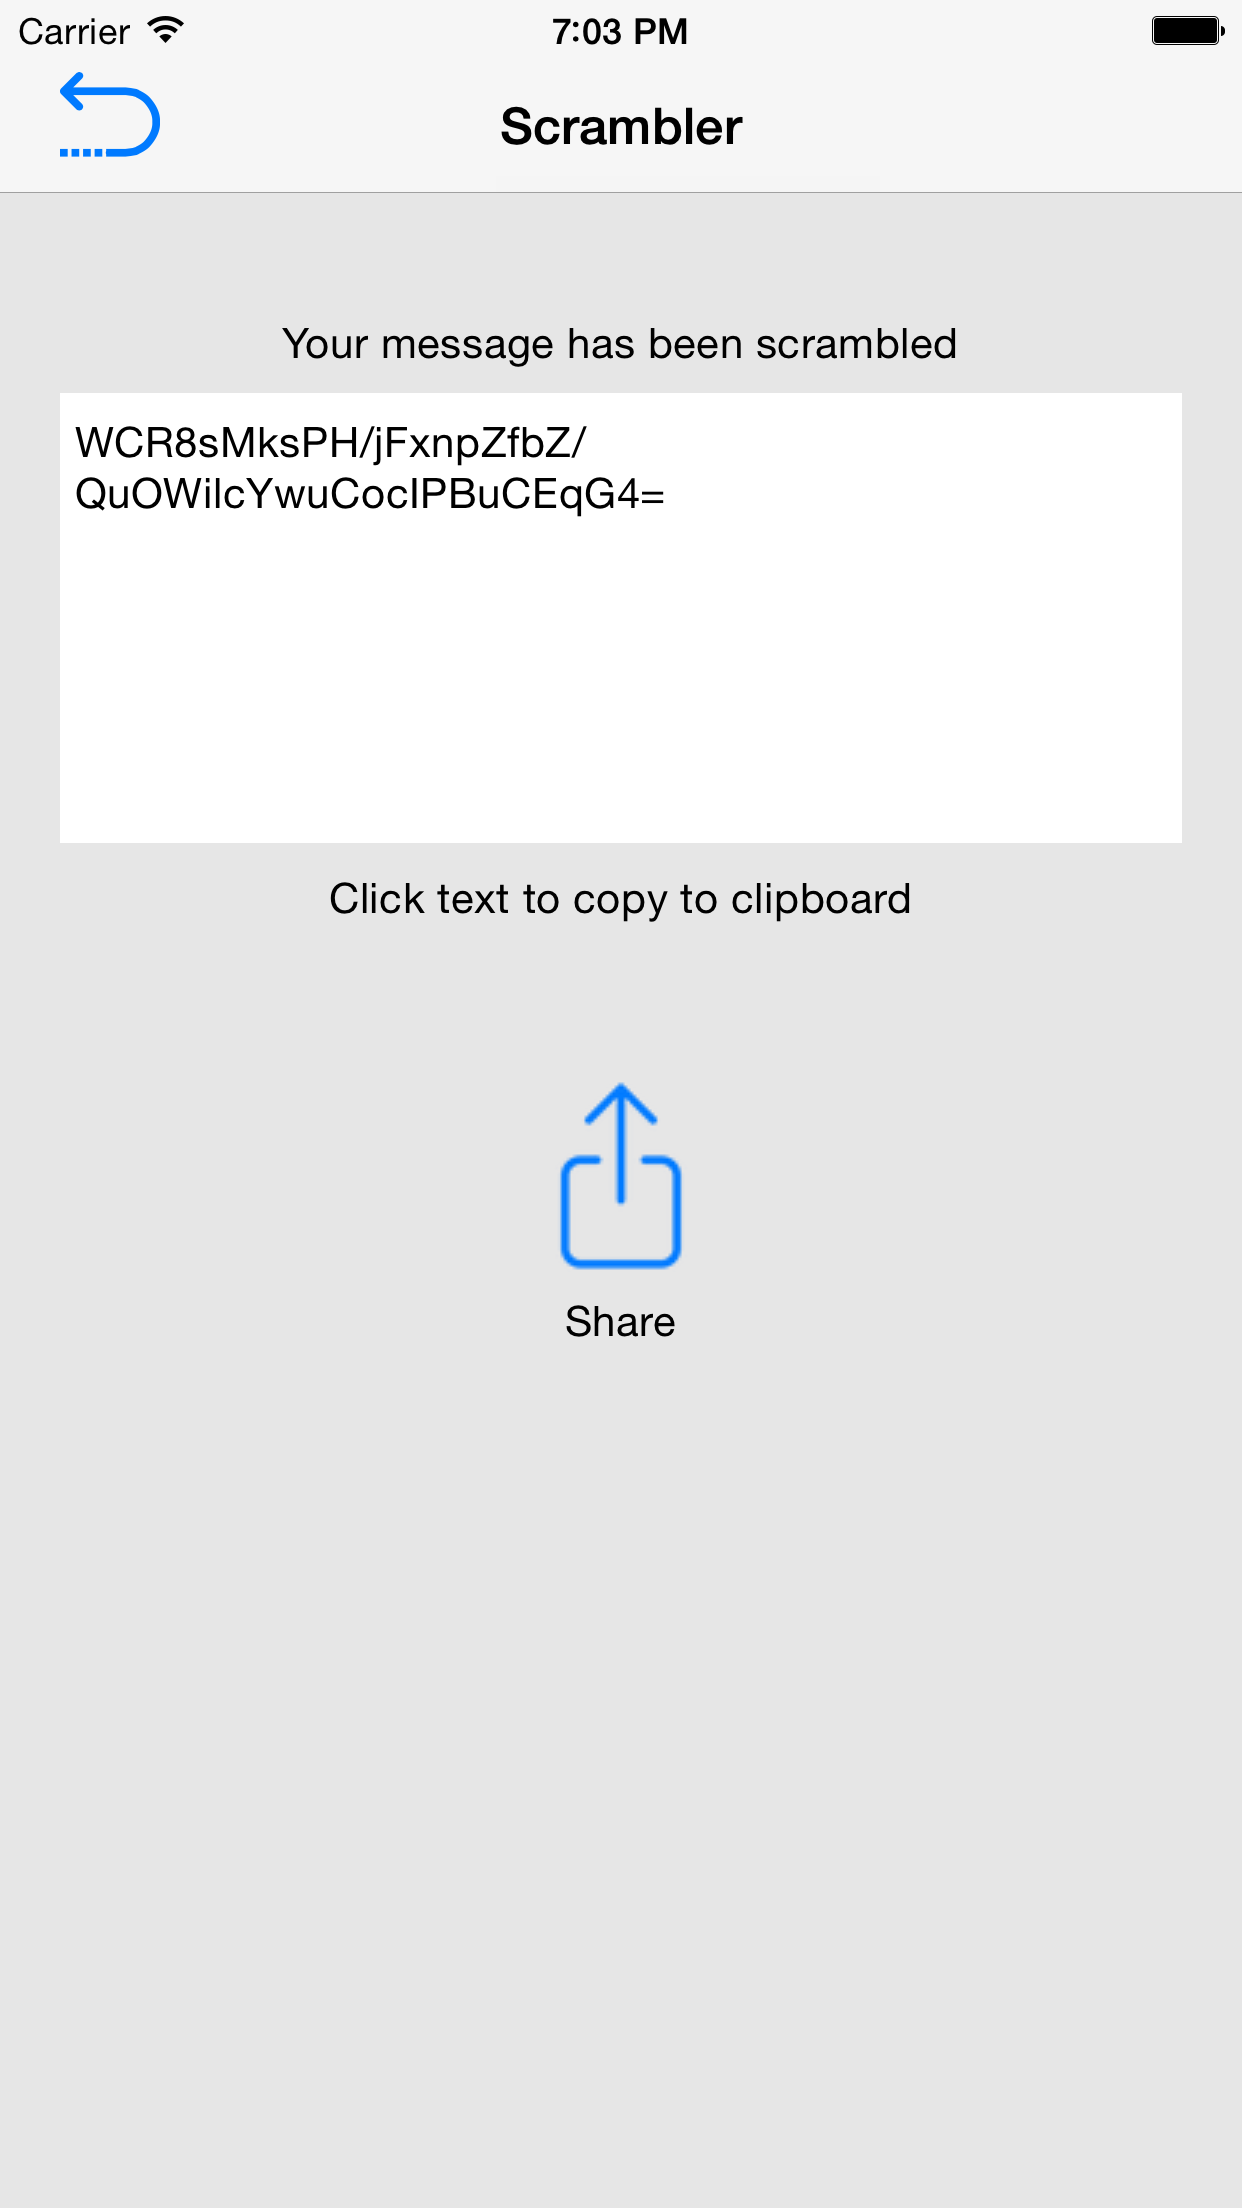 Carrier 7:03 PM
Scrambler
Your message has been scrambled
WCR8sMksPH/jFxnpZfbZ/
QuOWilcYwuCocIPBuCEqG4=
Click text to copy to clipboard
Share